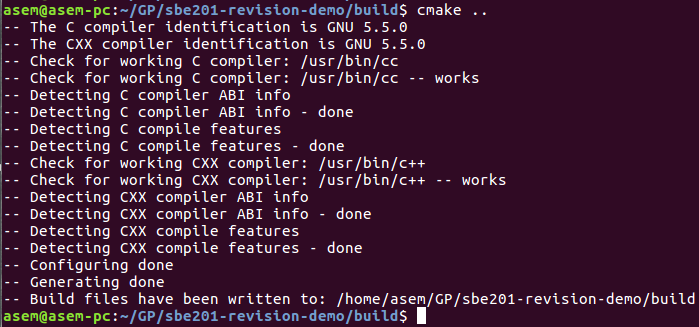 asem@asem-pc:~/GP/sbe201-revision-demo/build$ cmake ..
-- The C compiler identification is GNU 5.5.0
-- The CXX compiler identification is GNU 5.5.0
-- Check for working C compiler: /usr/bin/cc
-- Check for working C compiler: /usr/bin/cc -- works
-- Detecting C compiler ABI info
-- Detecting C compiler ABI info - done
-- Detecting C compile features
-- Detecting C compile features - done
-- Check for working CXX compiler: /usr/bin/c++
-- Check for working CXX compiler: /usr/bin/c++ -- works
-- Detecting CXX compiler ABI info
-- Detecting CXX compiler ABI info - done
-- Detecting CXX compile features
-- Detecting CXX compile features - done
-- Configuring done
-- Generating done
-- Build files have been written to: /home/asem/GP/sbe201-revision-demo/build
asem@asem-pc:~/GP/sbe201-revision-demo/build$